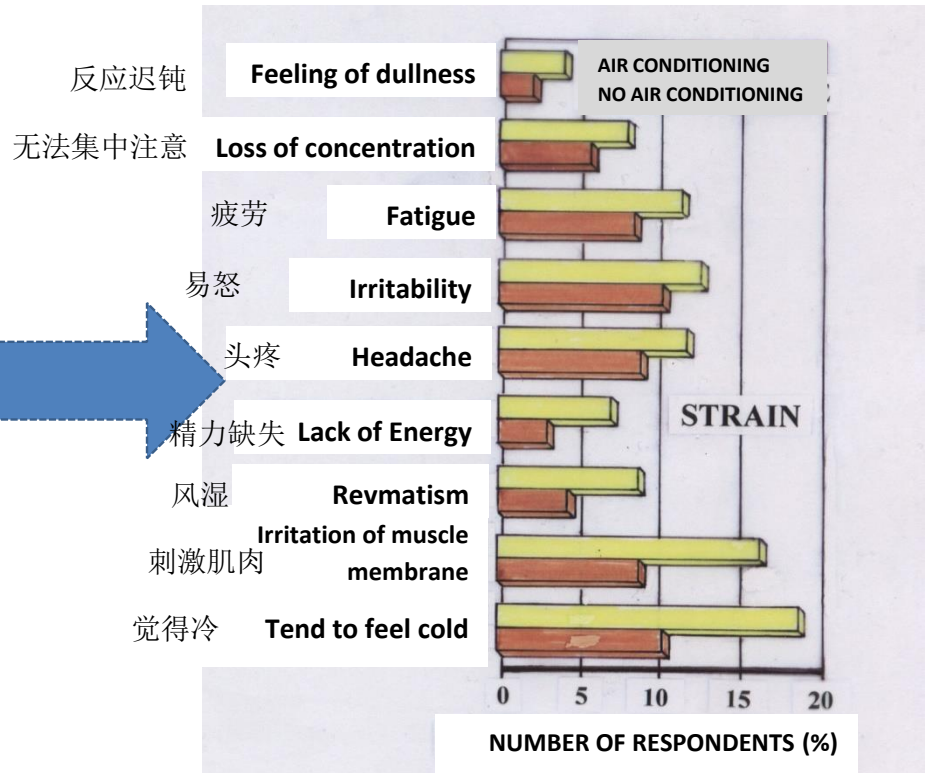 AIR CONDITIONING
NO AIR CONDITIONING
反应迟钝 Feeling of dullness
无法集中注意 Loss of concentration
疲劳 Fatigue
易怒 Irritability
头疼 Headache
精力缺失 Lack of Energy
风湿 Revmatism
刺激肌肉 Irritation of muscle
membrane
觉得冷 Tend to feel cold
STRAIN
0 5 10 15 20
NUMBER OF RESPONDENTS (%)